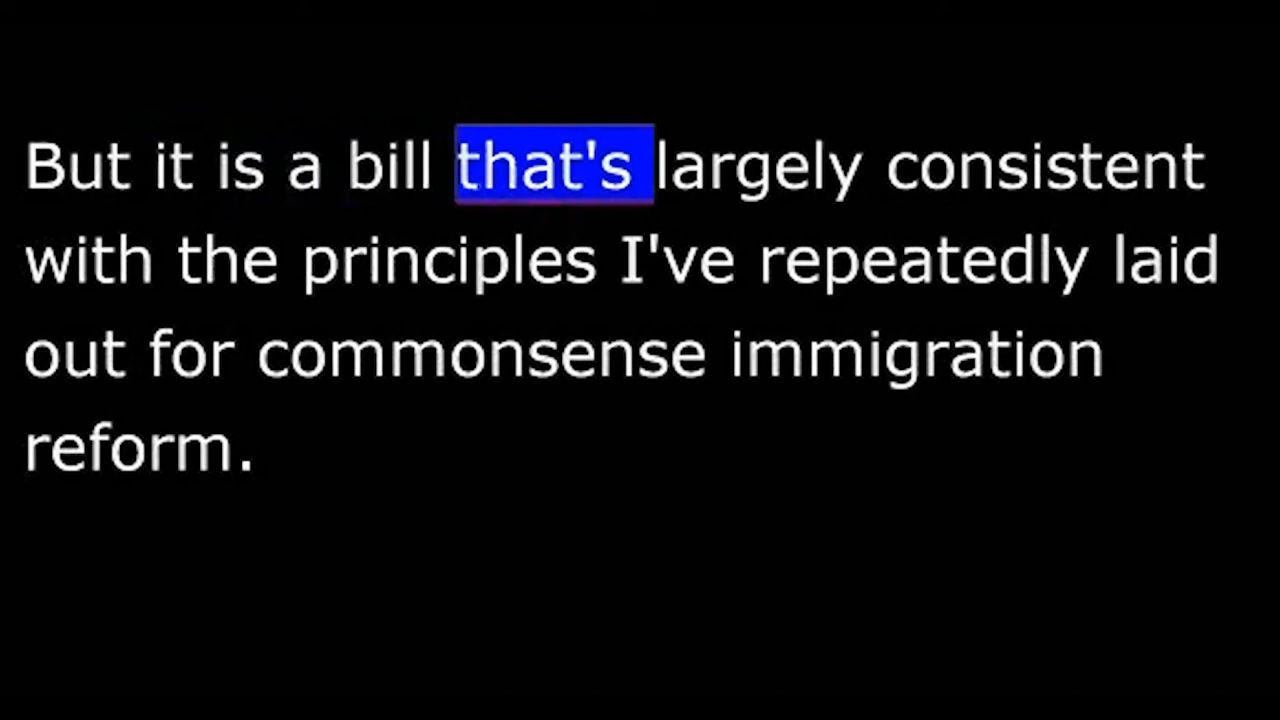 But it is a bill that's largely consistent
with the principles I've repeatedly laid
out for commonsense immigration
reform.